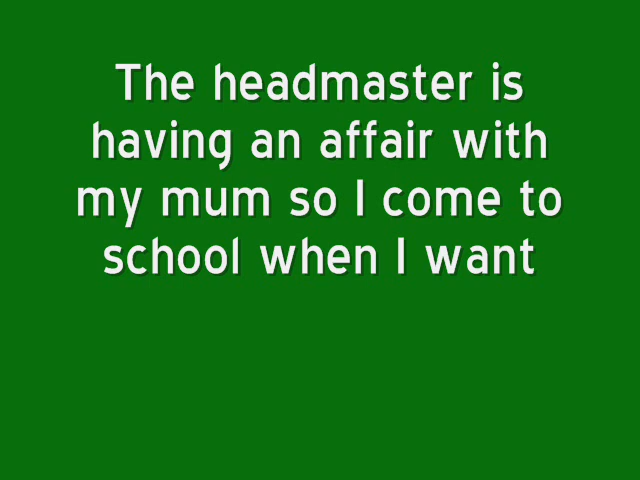 The headmaster is
having an affair with
my mum so I come to
school when I want